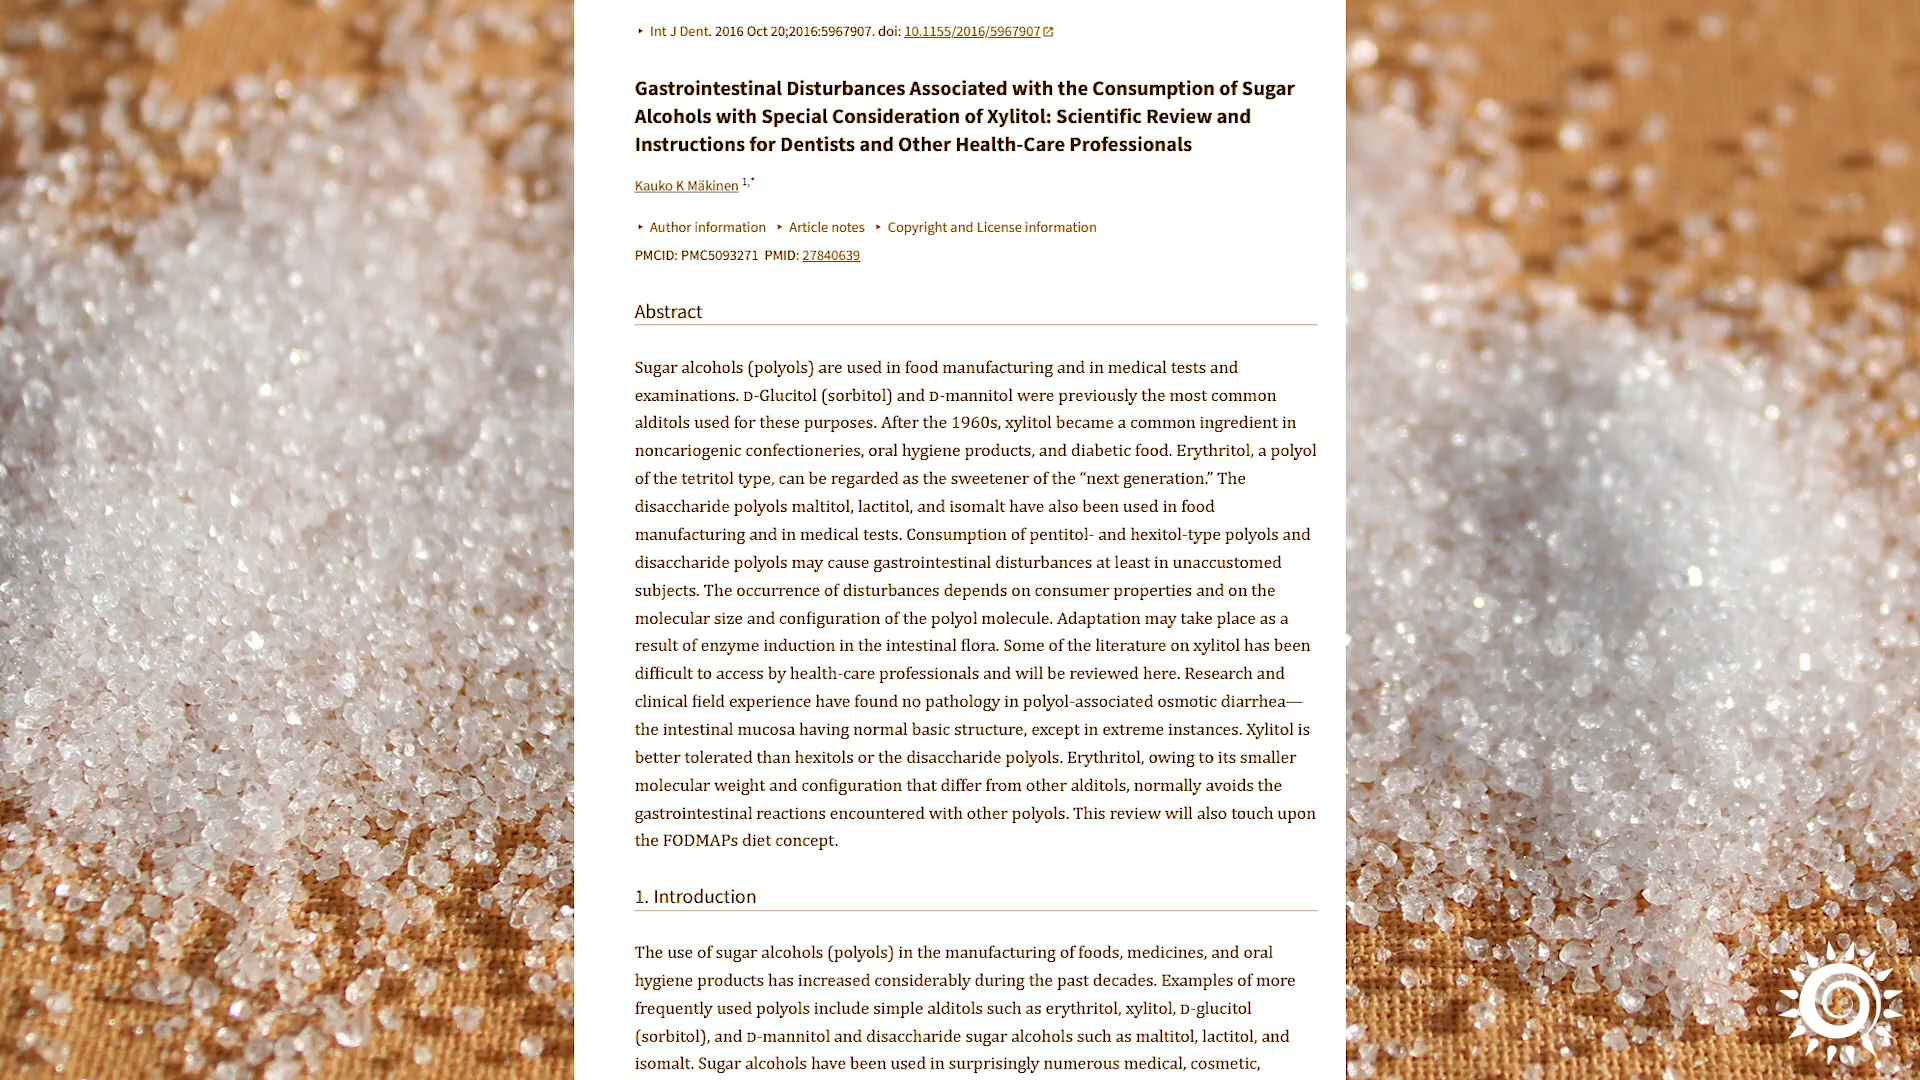 ‣ Int J Dent. 2016 Oct 20;2016:5967907. doi: 10.1155/2016/5967907
Gastrointestinal Disturbances Associated with the Consumption of Sugar
Alcohols with Special Consideration of Xylitol: Scientific Review and
Instructions for Dentists and Other Health-Care Professionals
Kauko K Mäkinen 1,*
‣ Author information ‣ Article notes ‣ Copyright and License information
PMCID: PMC5093271 PMID: 27840639
Abstract
Sugar alcohols (polyols) are used in food manufacturing and in medical tests and
examinations. D-Glucitol (sorbitol) and D-mannitol were previously the most common
alditols used for these purposes. After the 1960s, xylitol became a common ingredient in
noncariogenic confectioneries, oral hygiene products, and diabetic food. Erythritol, a polyol
of the tetritol type, can be regarded as the sweetener of the “next generation.” The
disaccharide polyols maltitol, lactitol, and isomalt have also been used in food
manufacturing and in medical tests. Consumption of pentitol- and hexitol-type polyols and
disaccharide polyols may cause gastrointestinal disturbances at least in unaccustomed
subjects. The occurrence of disturbances depends on consumer properties and on the
molecular size and configuration of the polyol molecule. Adaptation may take place as a
result of enzyme induction in the intestinal flora. Some of the literature on xylitol has been
difficult to access by health-care professionals and will be reviewed here. Research and
clinical field experience have found no pathology in polyol-associated osmotic diarrhea—
the intestinal mucosa having normal basic structure, except in extreme instances. Xylitol is
better tolerated than hexitols or the disaccharide polyols. Erythritol, owing to its smaller
molecular weight and configuration that differ from other alditols, normally avoids the
gastrointestinal reactions encountered with other polyols. This review will also touch upon
the FODMAPs diet concept.
1. Introduction
The use of sugar alcohols (polyols) in the manufacturing of foods, medicines, and oral
hygiene products has increased considerably during the past decades. Examples of more
frequently used polyols include simple alditols such as erythritol, xylitol, D-glucitol
(sorbitol), and D-mannitol and disaccharide sugar alcohols such as maltitol, lactitol, and
isomalt. Sugar alcohols have been used in surprisingly numerous medical, cosmetic,